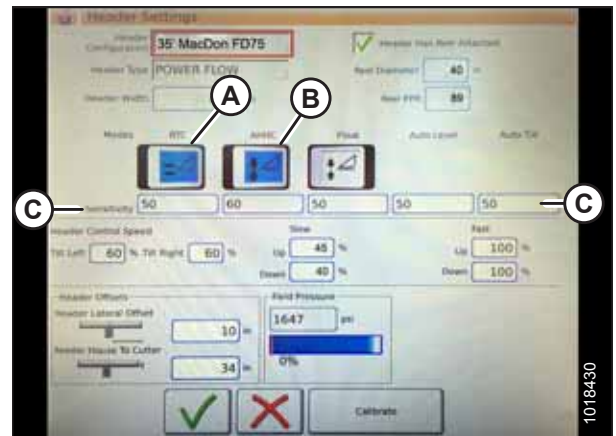 Header Settings
Header Configuration 35' MacDon FD75
Header Has Reel Attached
Header Type POWER FLOW
Reel Diameter 40 in
Header Width
Reel PPR 89
A
B
Modes RTC AHHC Float Auto Level Auto Tilt
C
Sensitivity 50 60 50 50 50
C
Header Control Speed
Slow
Fast
Tilt Left 60 % Tilt Right 60 %
Up 45 %
Up 100 %
Down 40 %
Down 100 %
Header Offsets
Field Pressure
Header Lateral Offset
10 in
1647 psi
Feeder House To Cutter
34 in
0%
Calibrate
1018430